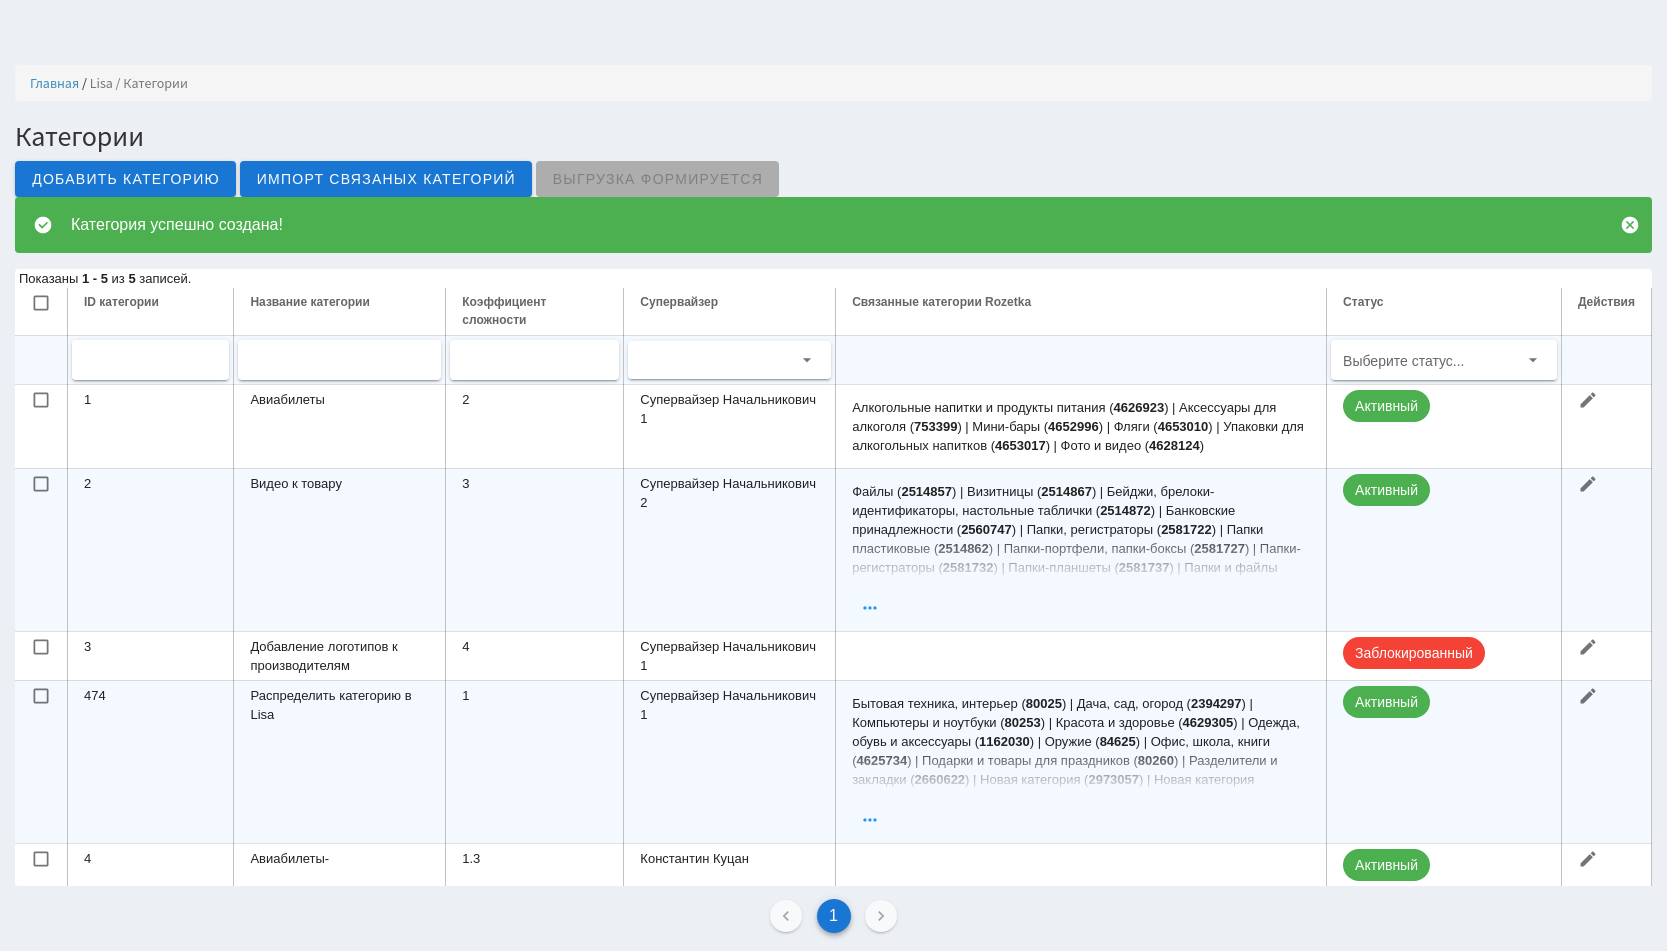 Главная / Lisa / Категории
Категории
ДОБАВИТЬ КАТЕГОРИЮ ИМПОРТ СВЯЗАНЫХ КАТЕГОРИЙ ВЫГРУЗКА ФОРМИРУЕТСЯ
Категория успешно создана!
Показаны 1 - 5 из 5 записей.
ID категории
Название категории
Коэффициент
сложности
Супервайзер
Связанные категории Rozetka
Статус
Действия
Выберите статус...
1
Авиабилеты
2
Супервайзер Начальникович
1
Алкогольные напитки и продукты питания (4626923) | Аксессуары для
алкоголя (753399) | Мини-бары (4652996) | Фляги (4653010) | Упаковки для
алкогольных напитков (4653017) | Фото и видео (4628124)
Активный
2
Видео к товару
3
Супервайзер Начальникович
2
Файлы (2514857) | Визитницы (2514867) | Бейджи, брелоки-
идентификаторы, настольные таблички (2514872) | Банковские
принадлежности (2560747) | Папки, регистраторы (2581722) | Папки
пластиковые (2514862) | Папки-портфели, папки-боксы (2581727) | Папки-
регистраторы (2581732) | Папки-планшеты (2581737) | Папки и файлы
...
Активный
3
Добавление логотипов к
производителям
4
Супервайзер Начальникович
1
Заблокированный
474
Распределить категорию в
Lisa
1
Супервайзер Начальникович
1
Бытовая техника, интерьер (80025) | Дача, сад, огород (2394297) |
Компьютеры и ноутбуки (80253) | Красота и здоровье (4629305) | Одежда,
обувь и аксессуары (1162030) | Оружие (84625) | Офис, школа, книги
(4625734) | Подарки и товары для праздников (80260) | Разделители и
закладки (2660622) | Новая категория (2973057) | Новая категория
...
Активный
4
Авиабилеты-
1.3
Константин Куцан
Активный
1